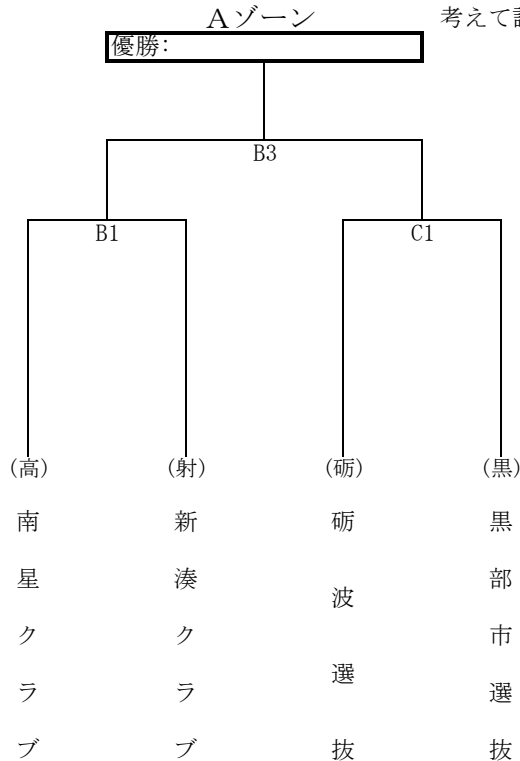 Aゾーン
考えて
優勝:
B3
B1
C1
(高)
(射)
(砺)
(黒)
南星クラブ
新湊クラブ
砺波選抜
黒部市選抜